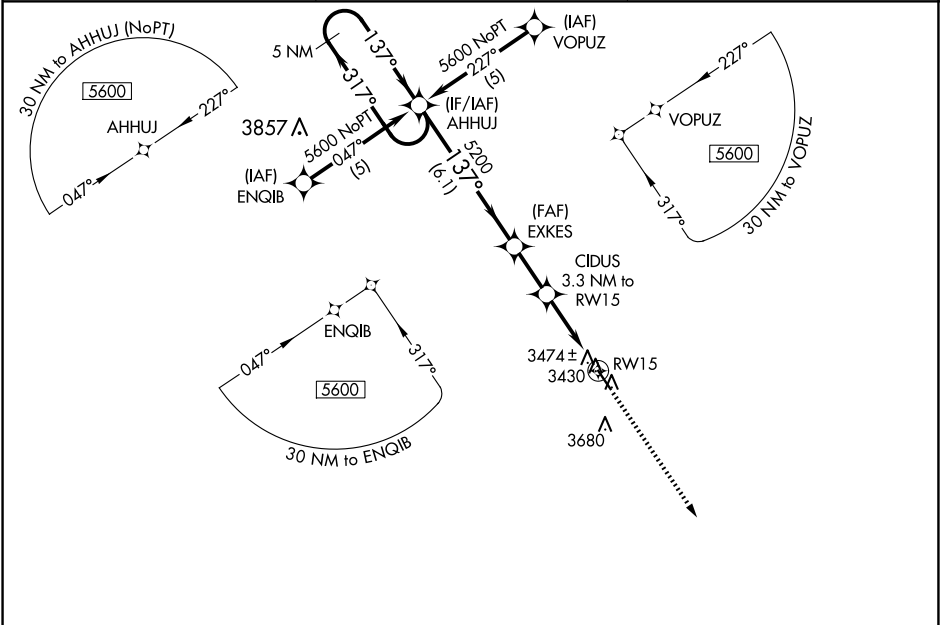 30 NM to AHHUJ (NoPT)
5600
AHHUJ
227°
047°
5 NM
137°
317°
5600 NoPT
227°
(5)
(IAF)
VOPUZ
(IF/IAF)
AHHUJ
3857
5600 NoPT
047°
(5)
(IAF)
ENQIB
5200
137°
(6.1)
227°
VOPUZ
5600
317°
30 NM to VOPUZ
(FAF)
EXKES
CIDUS
3.3 NM to
RW15
ENQIB
047°
317°
5600
30 NM to ENQIB
3474±
3430
RW15
3680